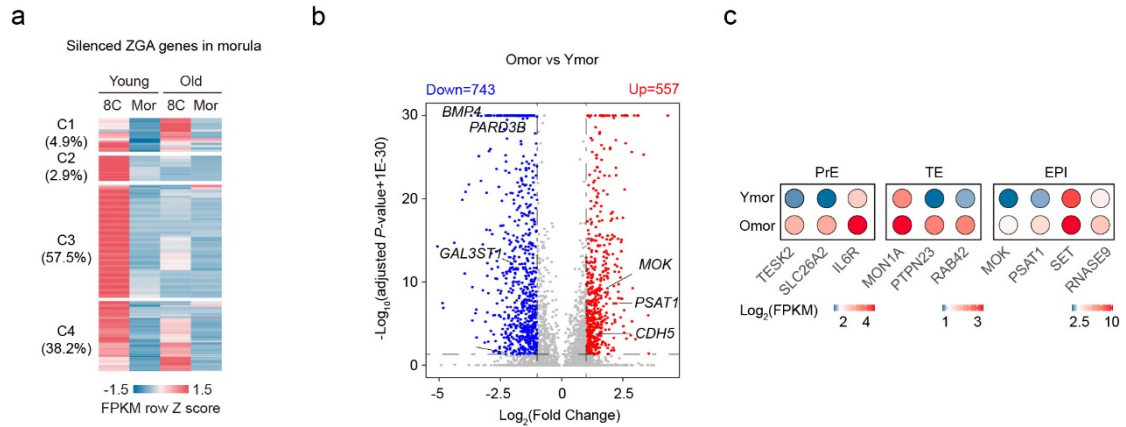 a
Silenced ZGA genes in morula
Young Old
8C Mor 8C Mor
C1
(4.9%)
C2
(2.9%)
C3
(57.5%)
C4
(38.2%)
-1.5 1.5
FPKM row Z score
b
Omor vs Ymor
Down=743 Up=557
-Log10(adjusted P-value+1E-30)
30
20
10
0
BMP4
PARD3B
GAL3ST1
MOK
PSAT1
CDH5
-5 -2.5 0 2.5 5
Log2(Fold Change)
c
PrE TE EPI
Ymor
Omor
TESK2 SLC26A2 IL6R MON1A PTPN23 RAB42 MOK PSAT1 SET RNASE9
Log2(FPKM)
2 4 1 3 2.5 10